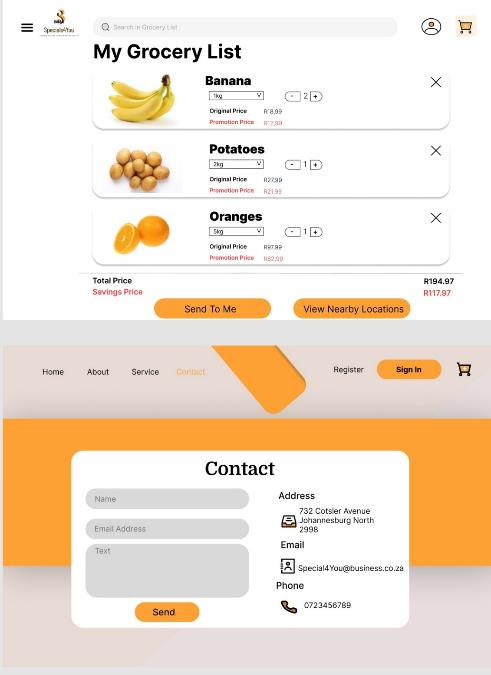 Specials4You
Search in Grocery List
My Grocery List
Banana
1kg
- 2 +
Original Price R18,99
Promotion Price R12,99
Potatoes
2kg
- 1 +
Original Price R27,99
Promotion Price R21,99
Oranges
5kg
- 1 +
Original Price R97,99
Promotion Price R82,99
Total Price R194.97
Savings Price R117.97
Send To Me View Nearby Locations
Home About Service Contact Register Sign In
Contact
Name
Email Address
Text
Send
Address
732 Cotsler Avenue
Johannesburg North
2998
Email
Special4You@business.co.za
Phone
0723456789